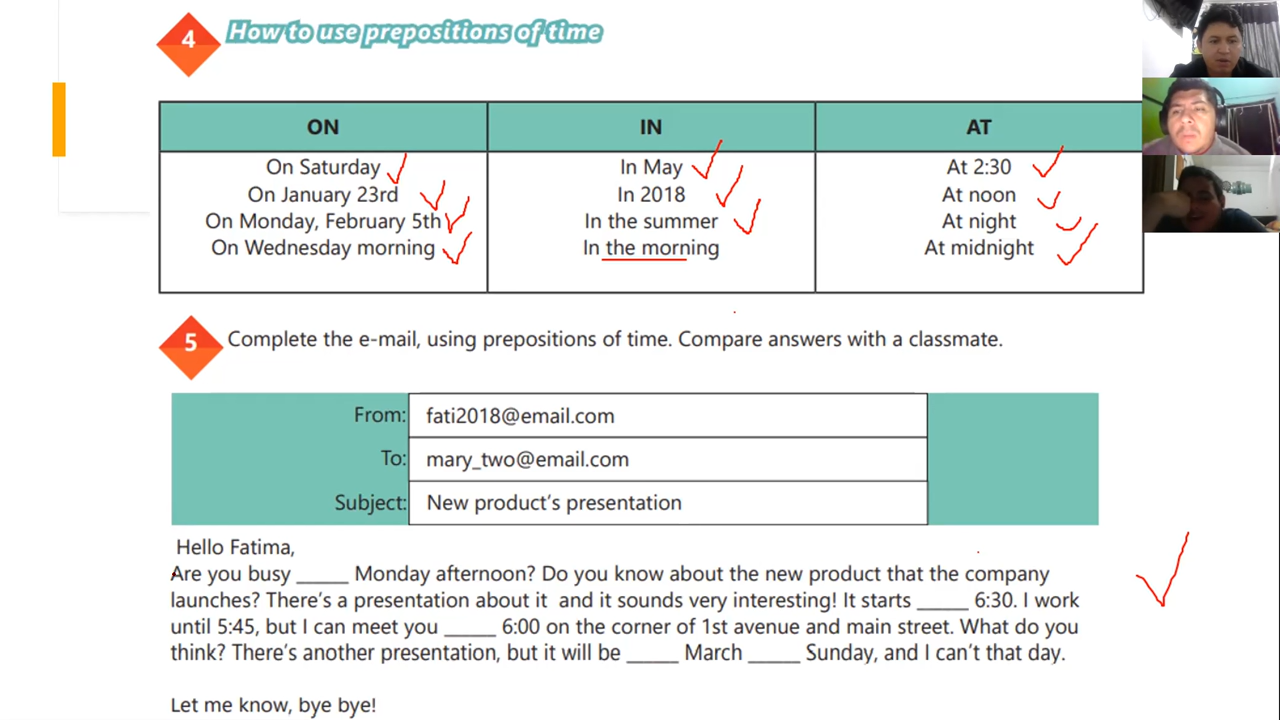 4 How to use prepositions of time
ON IN AT
On Saturday In May At 2:30
On January 23rd In 2018 At noon
On Monday, February 5th In the summer At night
On Wednesday morning In the morning At midnight
5 Complete the e-mail, using prepositions of time. Compare answers with a classmate.
From: fati2018@email.com
To: mary_two@email.com
Subject: New product's presentation
Hello Fatima,
Are you busy _____ Monday afternoon? Do you know about the new product that the company
launches? There's a presentation about it and it sounds very interesting! It starts _____ 6:30. I work
until 5:45, but I can meet you _____ 6:00 on the corner of 1st avenue and main street. What do you
think? There's another presentation, but it will be _____ March _____ Sunday, and I can't that day.
Let me know, bye bye!